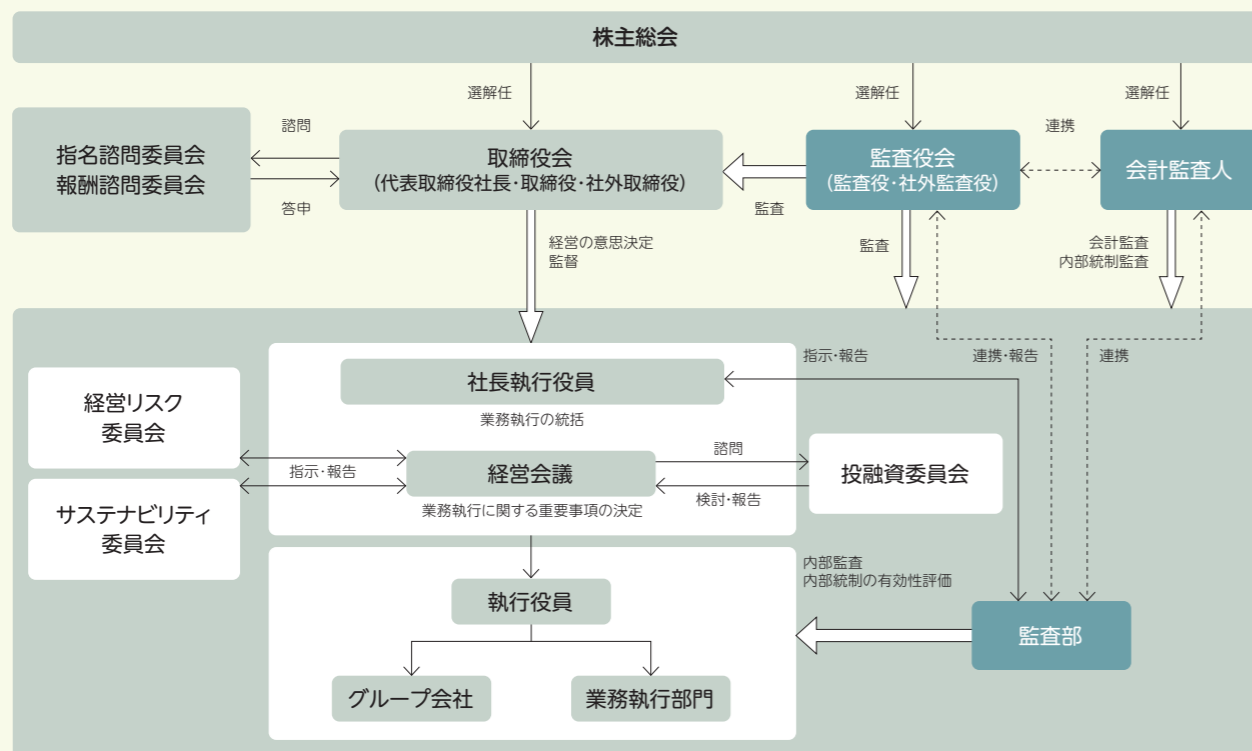 株主総会
選解任
選解任
選解任
指名諮問委員会
報酬諮問委員会
諮問
答申
取締役会
(代表取締役社長・取締役・社外取締役)
監査
監査役会
(監査役・社外監査役)
連携
会計監査人
経営の意思決定
監督
監査
会計監査
内部統制監査
社長執行役員
業務執行の統括
指示・報告
連携・報告
連携
経営リスク
委員会
サステナビリティ
委員会
指示・報告
経営会議
業務執行に関する重要事項の決定
諮問
検討・報告
投融資委員会
執行役員
グループ会社
業務執行部門
内部監査
内部統制の有効性評価
監査部